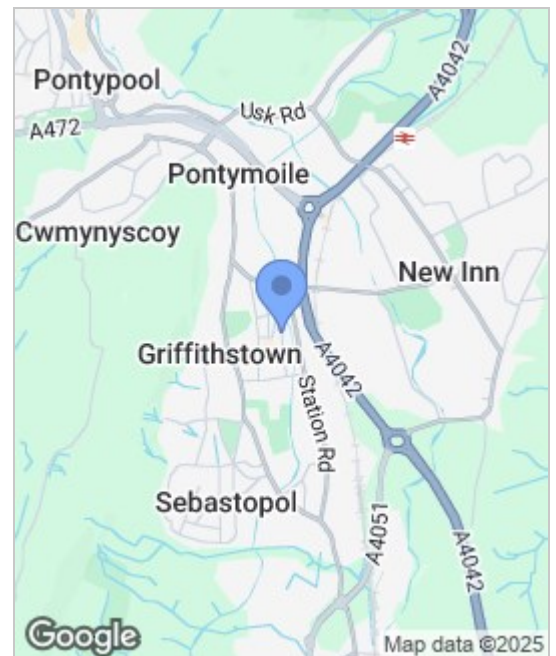 Pontypool
A4042
Usk Rd
A472
Pontymoile
Cwmynyscoy
New Inn
Griffithstown
A4042
Station Rd
Sebastopol
A4051
A4042
Google
Map data ©2025